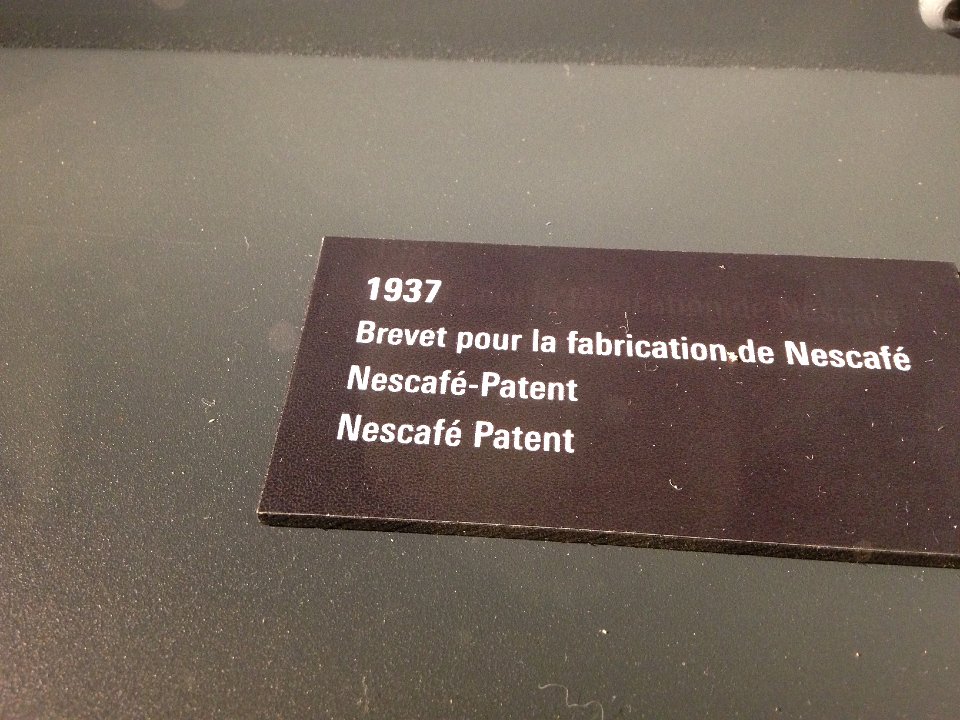 1937
Brevet pour la fabrication de Nescafé
Nescafé-Patent
Nescafé Patent